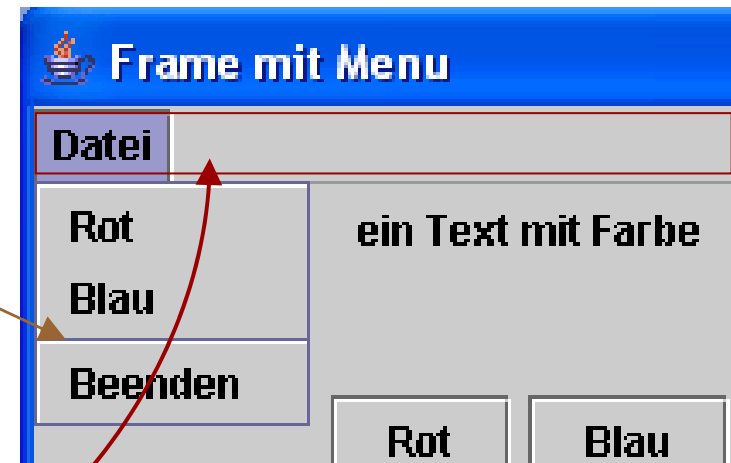 Frame mit Menu
Datei
Rot
ein Text mit Farbe
Blau
Beenden
Rot
Blau